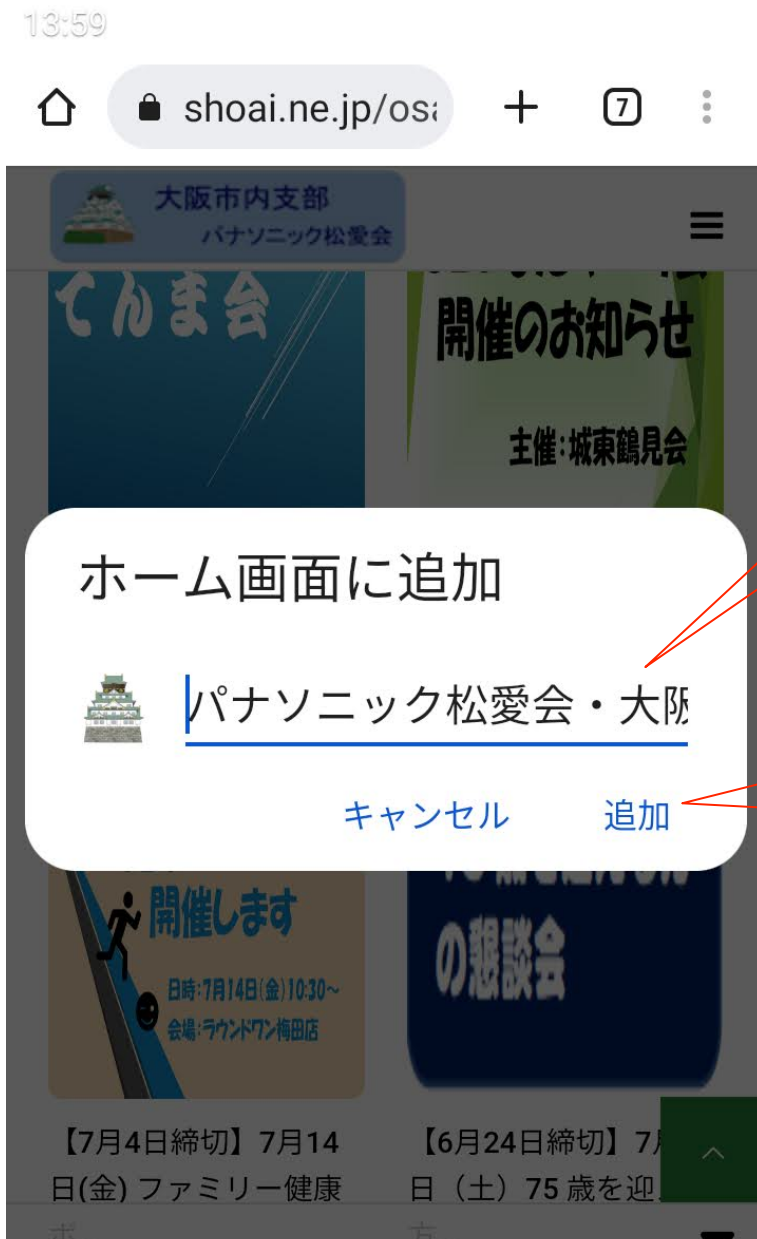 13:59
shoai.ne.jp/osa
7
大阪市内支部
パナソニック松愛会
てんま会
開催のお知らせ
主催:城東鶴見会
ホーム画面に追加
パナソニック松愛会・大阪
キャンセル 追加
開催します
日時:7月14日(金)10:30~
会場:ラウンドワン梅田店
の懇談会
【7月4日締切】7月14
日(金) ファミリー健康
【6月24日締切】7月
日（土）75 歳を迎